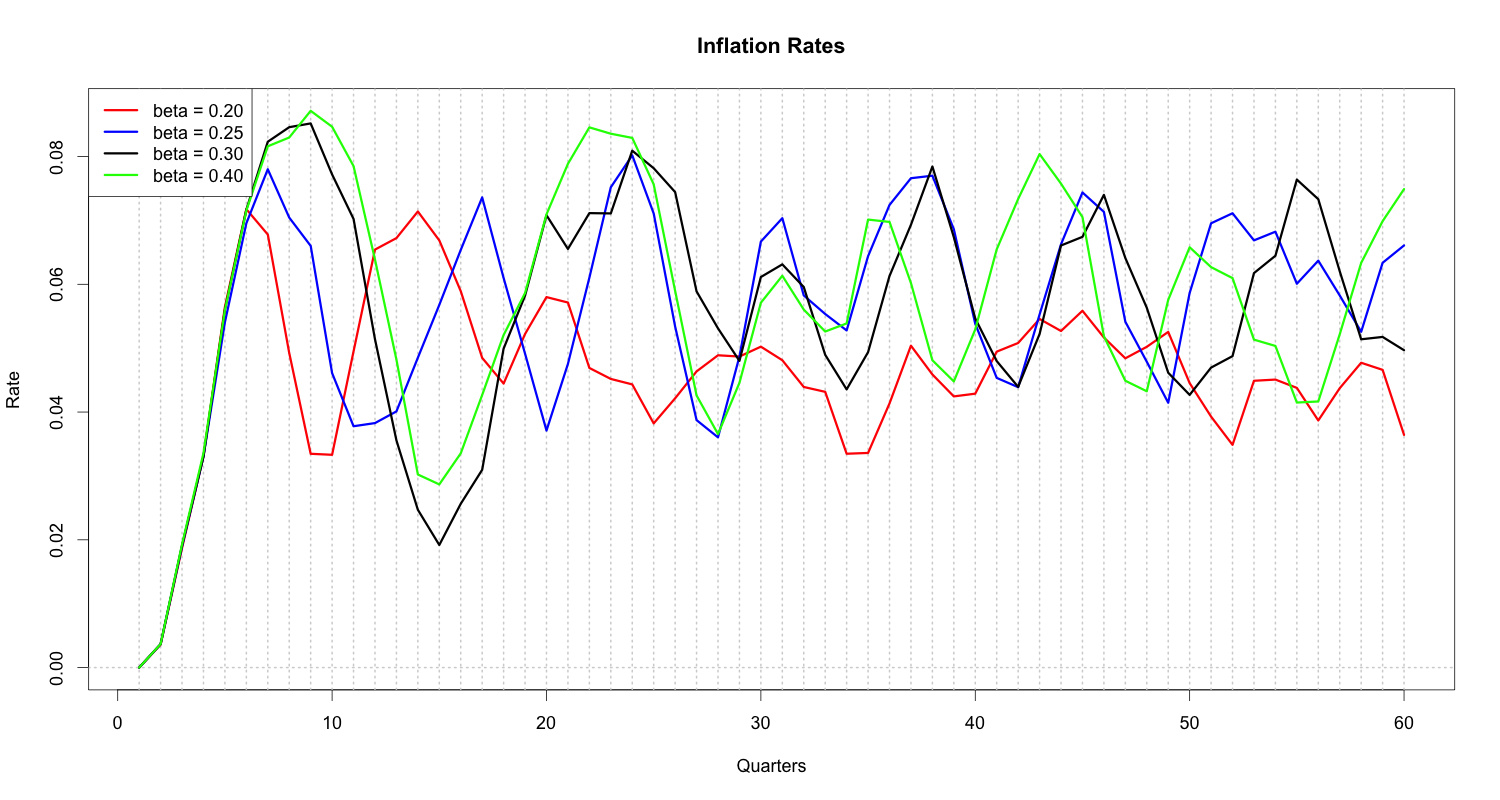 Inflation Rates
beta = 0.20
beta = 0.25
beta = 0.30
beta = 0.40
Rate
0.08
0.06
0.04
0.02
0.00
0 10 20 30 40 50 60
Quarters